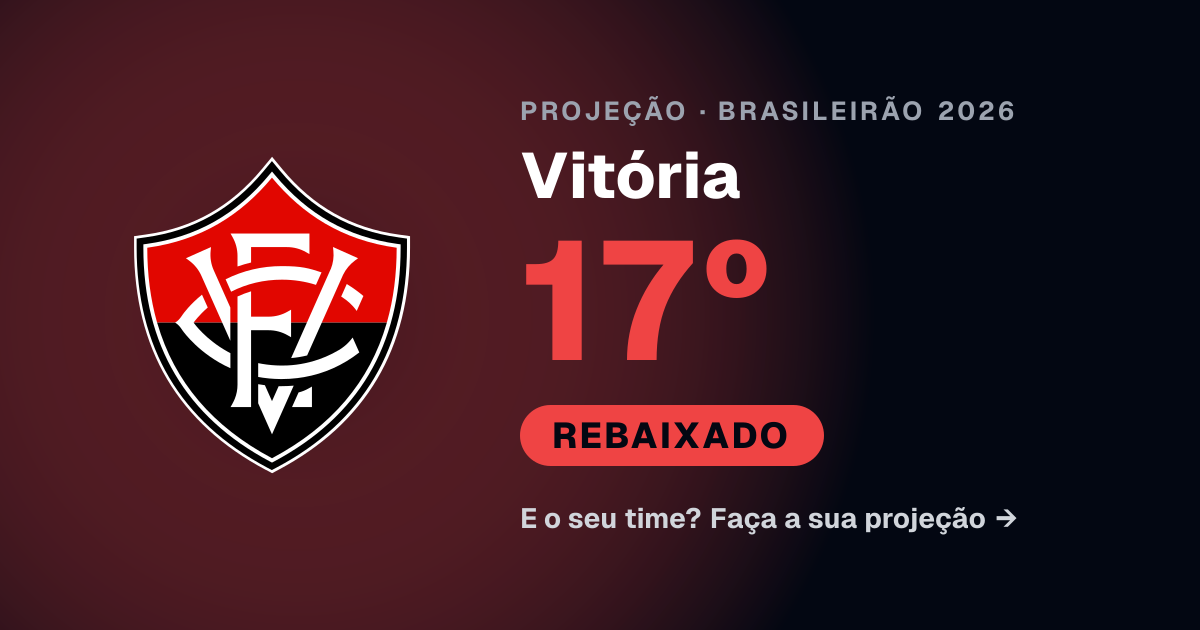 PROJEÇÃO · BRASILEIRÃO 2026
Vitória
17º
REBAIXADO
E o seu time? Faça a sua projeção →